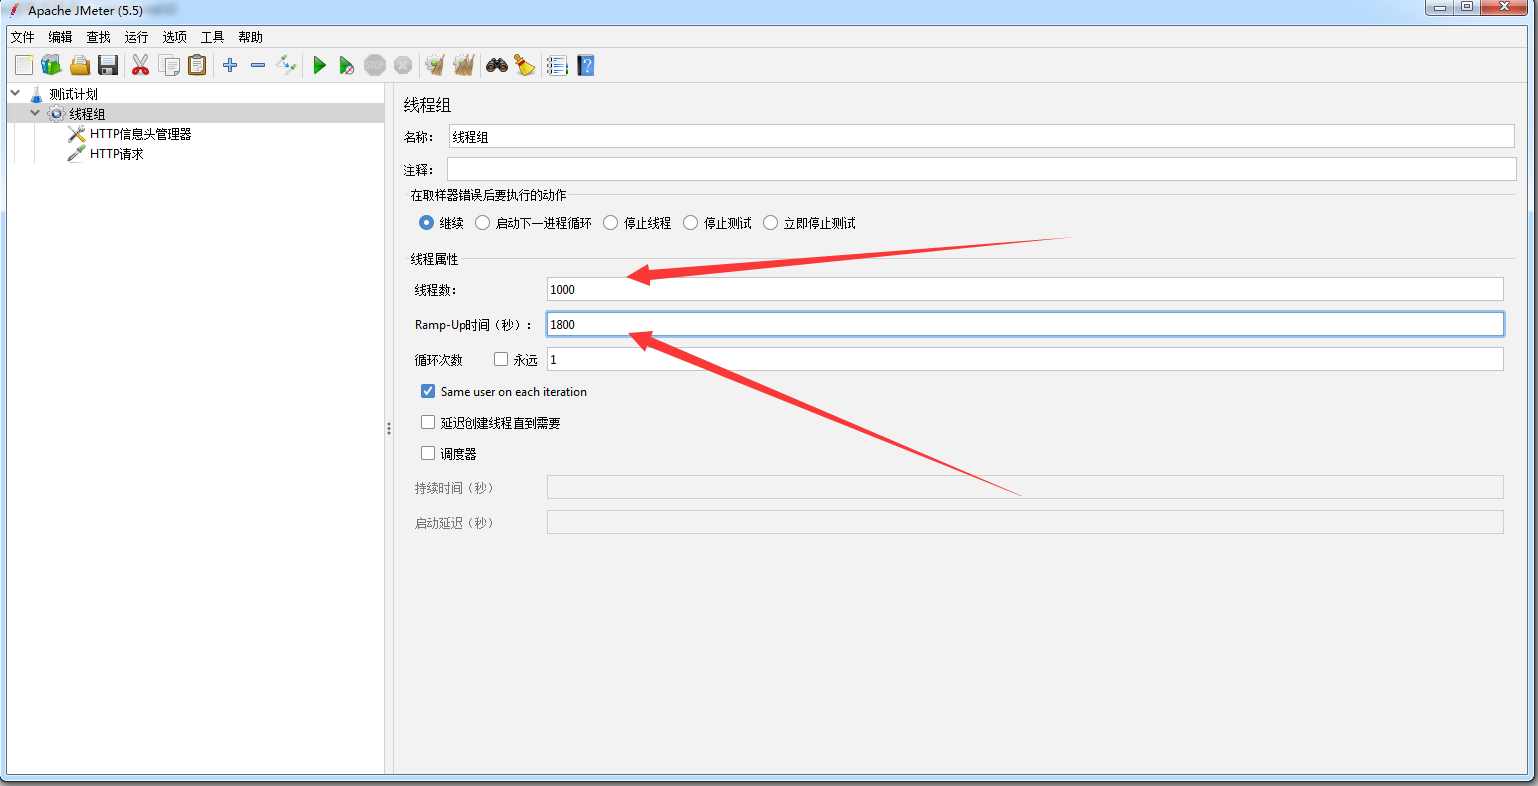 Apache JMeter (5.5)
文件 编辑 查找 运行 选项 工具 帮助
STOP
测试计划
线程组
HTTP信息头管理器
HTTP请求
线程组
名称： 线程组
注释：
在取样器错误后要执行的动作
继续 启动下一进程循环 停止线程 停止测试 立即停止测试
线程属性
线程数： 1000
Ramp-Up时间（秒）： 1800
循环次数 永远 1
Same user on each iteration
延迟创建线程直到需要
调度器
持续时间（秒）
启动延迟（秒）